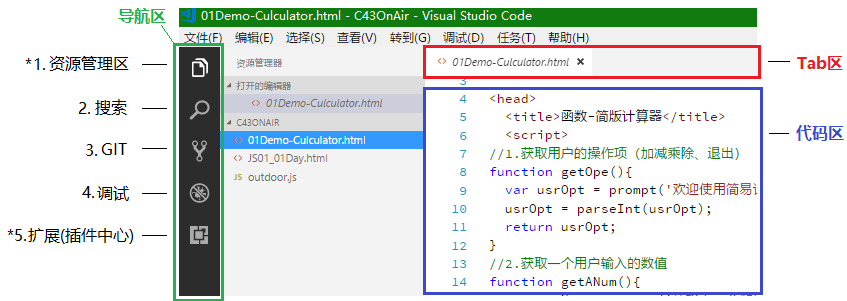 导航区
01Demo-Culculator.html - C43OnAir - Visual Studio Code
文件(F) 编辑(E) 选择(S) 查看(V) 转到(G) 调试(D) 任务(T) 帮助(H)
*1. 资源管理区
2. 搜索
3. GIT
4. 调试
*5.扩展(插件中心)
资源管理器
打开的编辑器
<> 01Demo-Culculator.html
C43ONAIR
<> 01Demo-Culculator.html
<> JS01_01Day.html
JS outdoor.js
<> 01Demo-Culculator.html ×
Tab区
代码区
3
4 <head>
5 <title>函数-简版计算器</title>
6 <script>
7 //1.获取用户的操作项（加减乘除、退出）
8 function getOpe(){
9 var usrOpt = prompt('欢迎使用简易
10 usrOpt = parseInt(usrOpt);
11 return usrOpt;
12 }
13 //2.获取一个用户输入的数值
14 function getANum(){